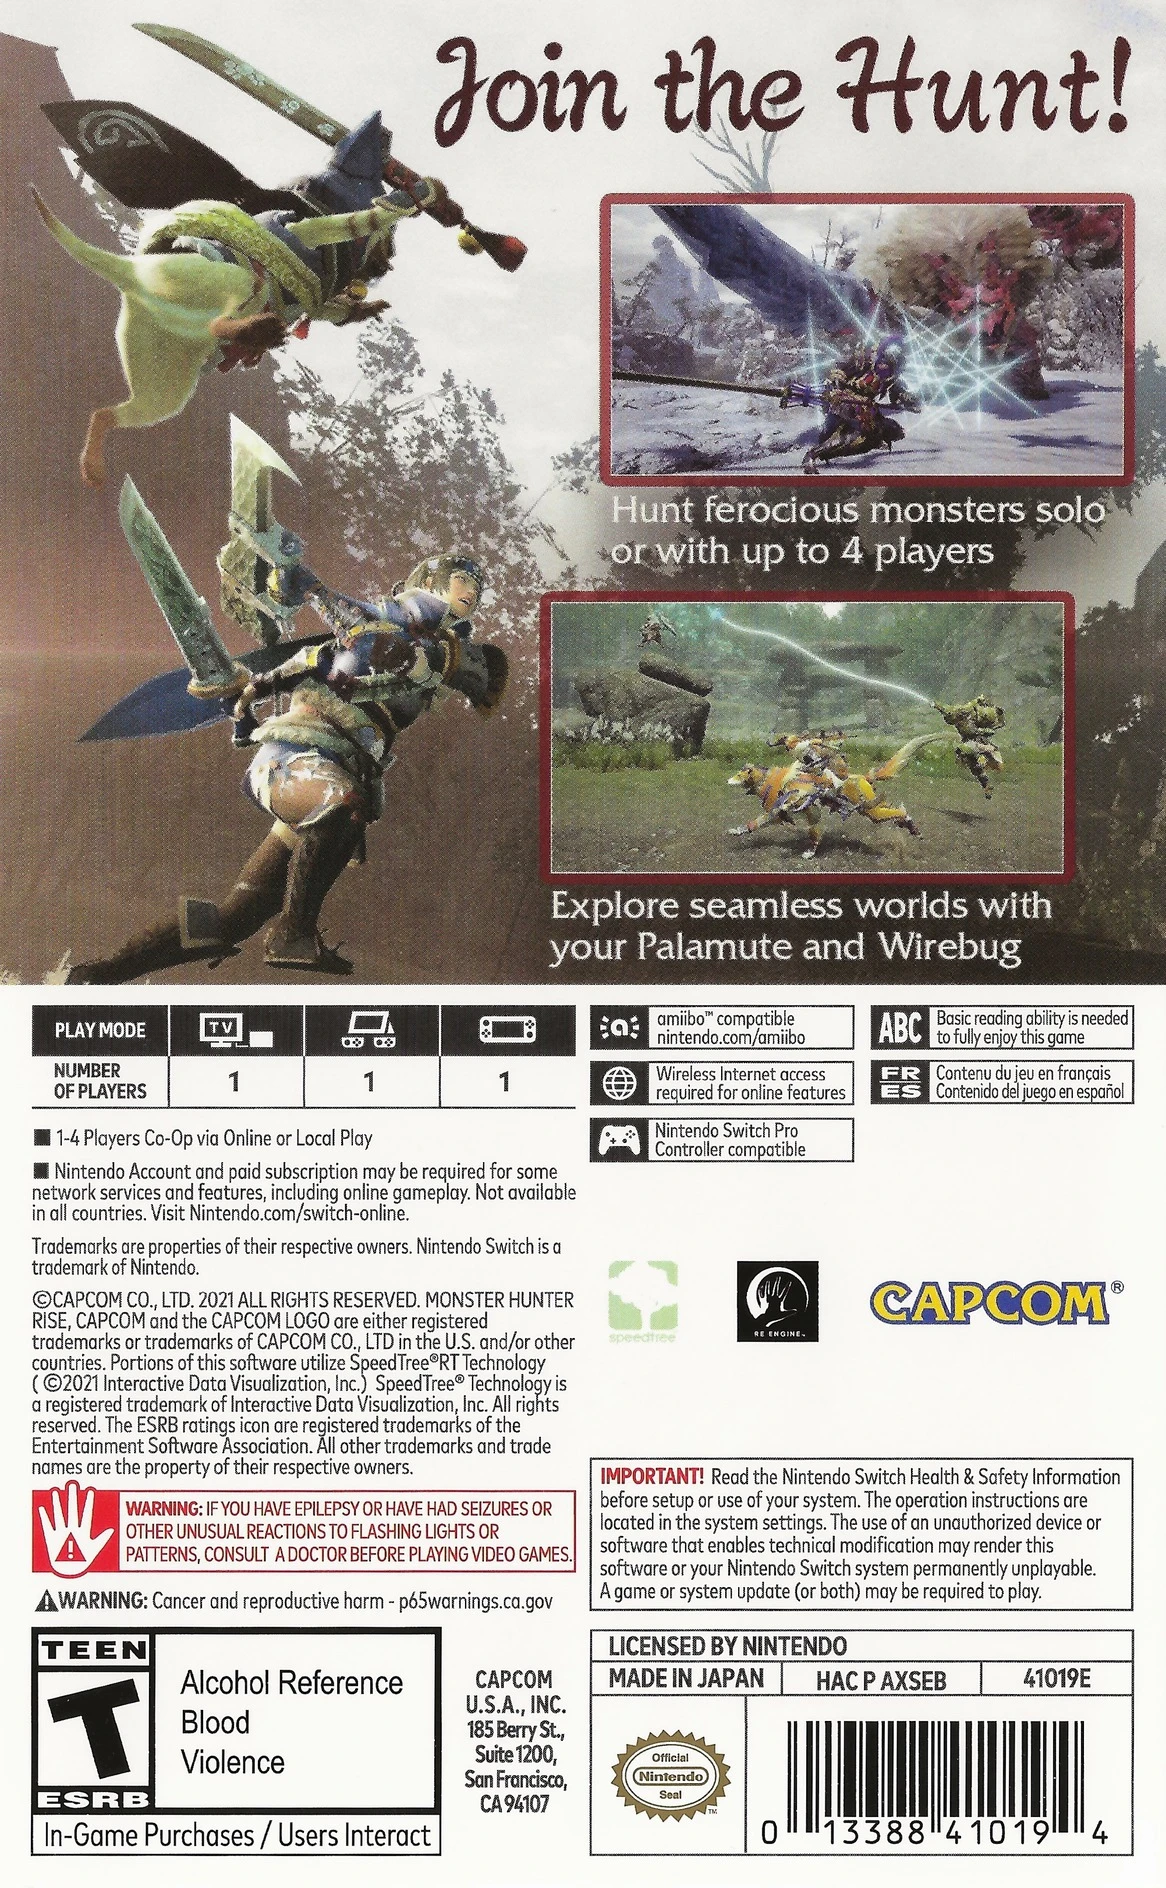 Join the Hunt!
Hunt ferocious monsters solo
or with up to 4 players
Explore seamless worlds with
your Palamute and Wirebug
PLAY MODE
TV
NUMBER
OF PLAYERS
1
1
1
■ 1-4 Players Co-Op via Online or Local Play
■ Nintendo Account and paid subscription may be required for some
network services and features, including online gameplay. Not available
in all countries. Visit Nintendo.com/switch-online.
Trademarks are properties of their respective owners. Nintendo Switch is a
trademark of Nintendo.
©CAPCOM CO., LTD. 2021 ALL RIGHTS RESERVED. MONSTER HUNTER
RISE, CAPCOM and the CAPCOM LOGO are either registered
trademarks or trademarks of CAPCOM CO., LTD in the U.S. and/or other
countries. Portions of this software utilize SpeedTree®RT Technology
( ©2021 Interactive Data Visualization, Inc.) SpeedTree® Technology is
a registered trademark of Interactive Data Visualization, Inc. All rights
reserved. The ESRB ratings icon are registered trademarks of the
Entertainment Software Association. All other trademarks and trade
names are the property of their respective owners.
WARNING: IF YOU HAVE EPILEPSY OR HAVE HAD SEIZURES OR
OTHER UNUSUAL REACTIONS TO FLASHING LIGHTS OR
PATTERNS, CONSULT A DOCTOR BEFORE PLAYING VIDEO GAMES.
WARNING: Cancer and reproductive harm - p65warnings.ca.gov
TEEN
T
ESRB
Alcohol Reference
Blood
Violence
In-Game Purchases / Users Interact
CAPCOM
U.S.A., INC.
185 Berry St.,
Suite 1200,
San Francisco,
CA 94107
a
amiibo™ compatible
nintendo.com/amiibo
Wireless Internet access
required for online features
Nintendo Switch Pro
Controller compatible
ABC
Basic reading ability is needed
to fully enjoy this game
FR
ES
Contenu du jeu en français
Contenido del juego en español
speedtree
RE ENGINE™
CAPCOM®
IMPORTANT! Read the Nintendo Switch Health & Safety Information
before setup or use of your system. The operation instructions are
located in the system settings. The use of an unauthorized device or
software that enables technical modification may render this
software or your Nintendo Switch system permanently unplayable.
A game or system update (or both) may be required to play.
LICENSED BY NINTENDO
MADE IN JAPAN
HAC P AXSEB
41019E
Official
Nintendo
Seal
™
0 13388 41019 4